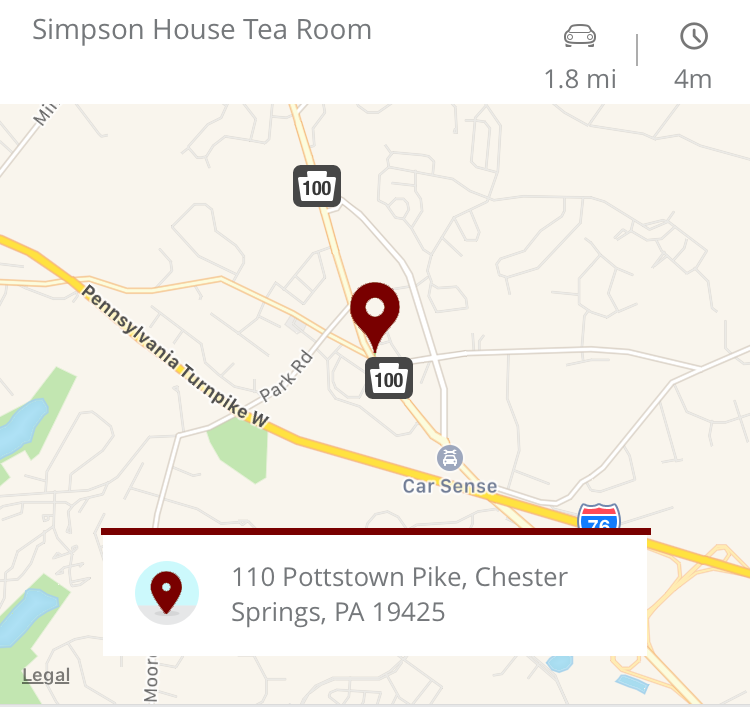 Simpson House Tea Room
1.8 mi
4m
100
Pennsylvania Turnpike W
Park Rd
100
Car Sense
76
110 Pottstown Pike, Chester
Springs, PA 19425
Legal